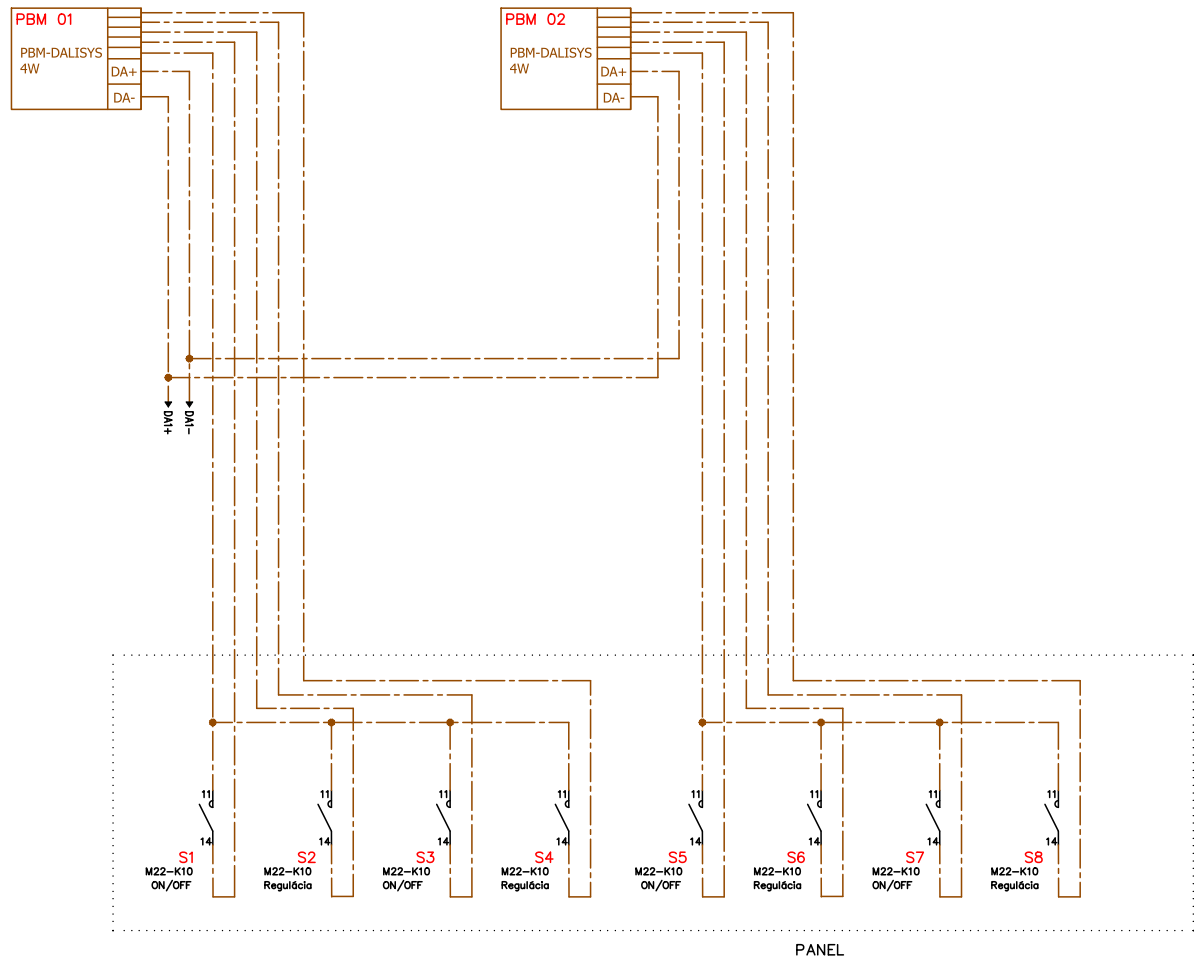 PBM 01
PBM-DALISYS
4W
DA+
DA-
PBM 02
PBM-DALISYS
4W
DA+
DA-
DA1+
DA1-
11
14
S1
M22-K10
ON/OFF
11
14
S2
M22-K10
Regulácia
11
14
S3
M22-K10
ON/OFF
11
14
S4
M22-K10
Regulácia
11
14
S5
M22-K10
ON/OFF
11
14
S6
M22-K10
Regulácia
11
14
S7
M22-K10
ON/OFF
11
14
S8
M22-K10
Regulácia
PANEL